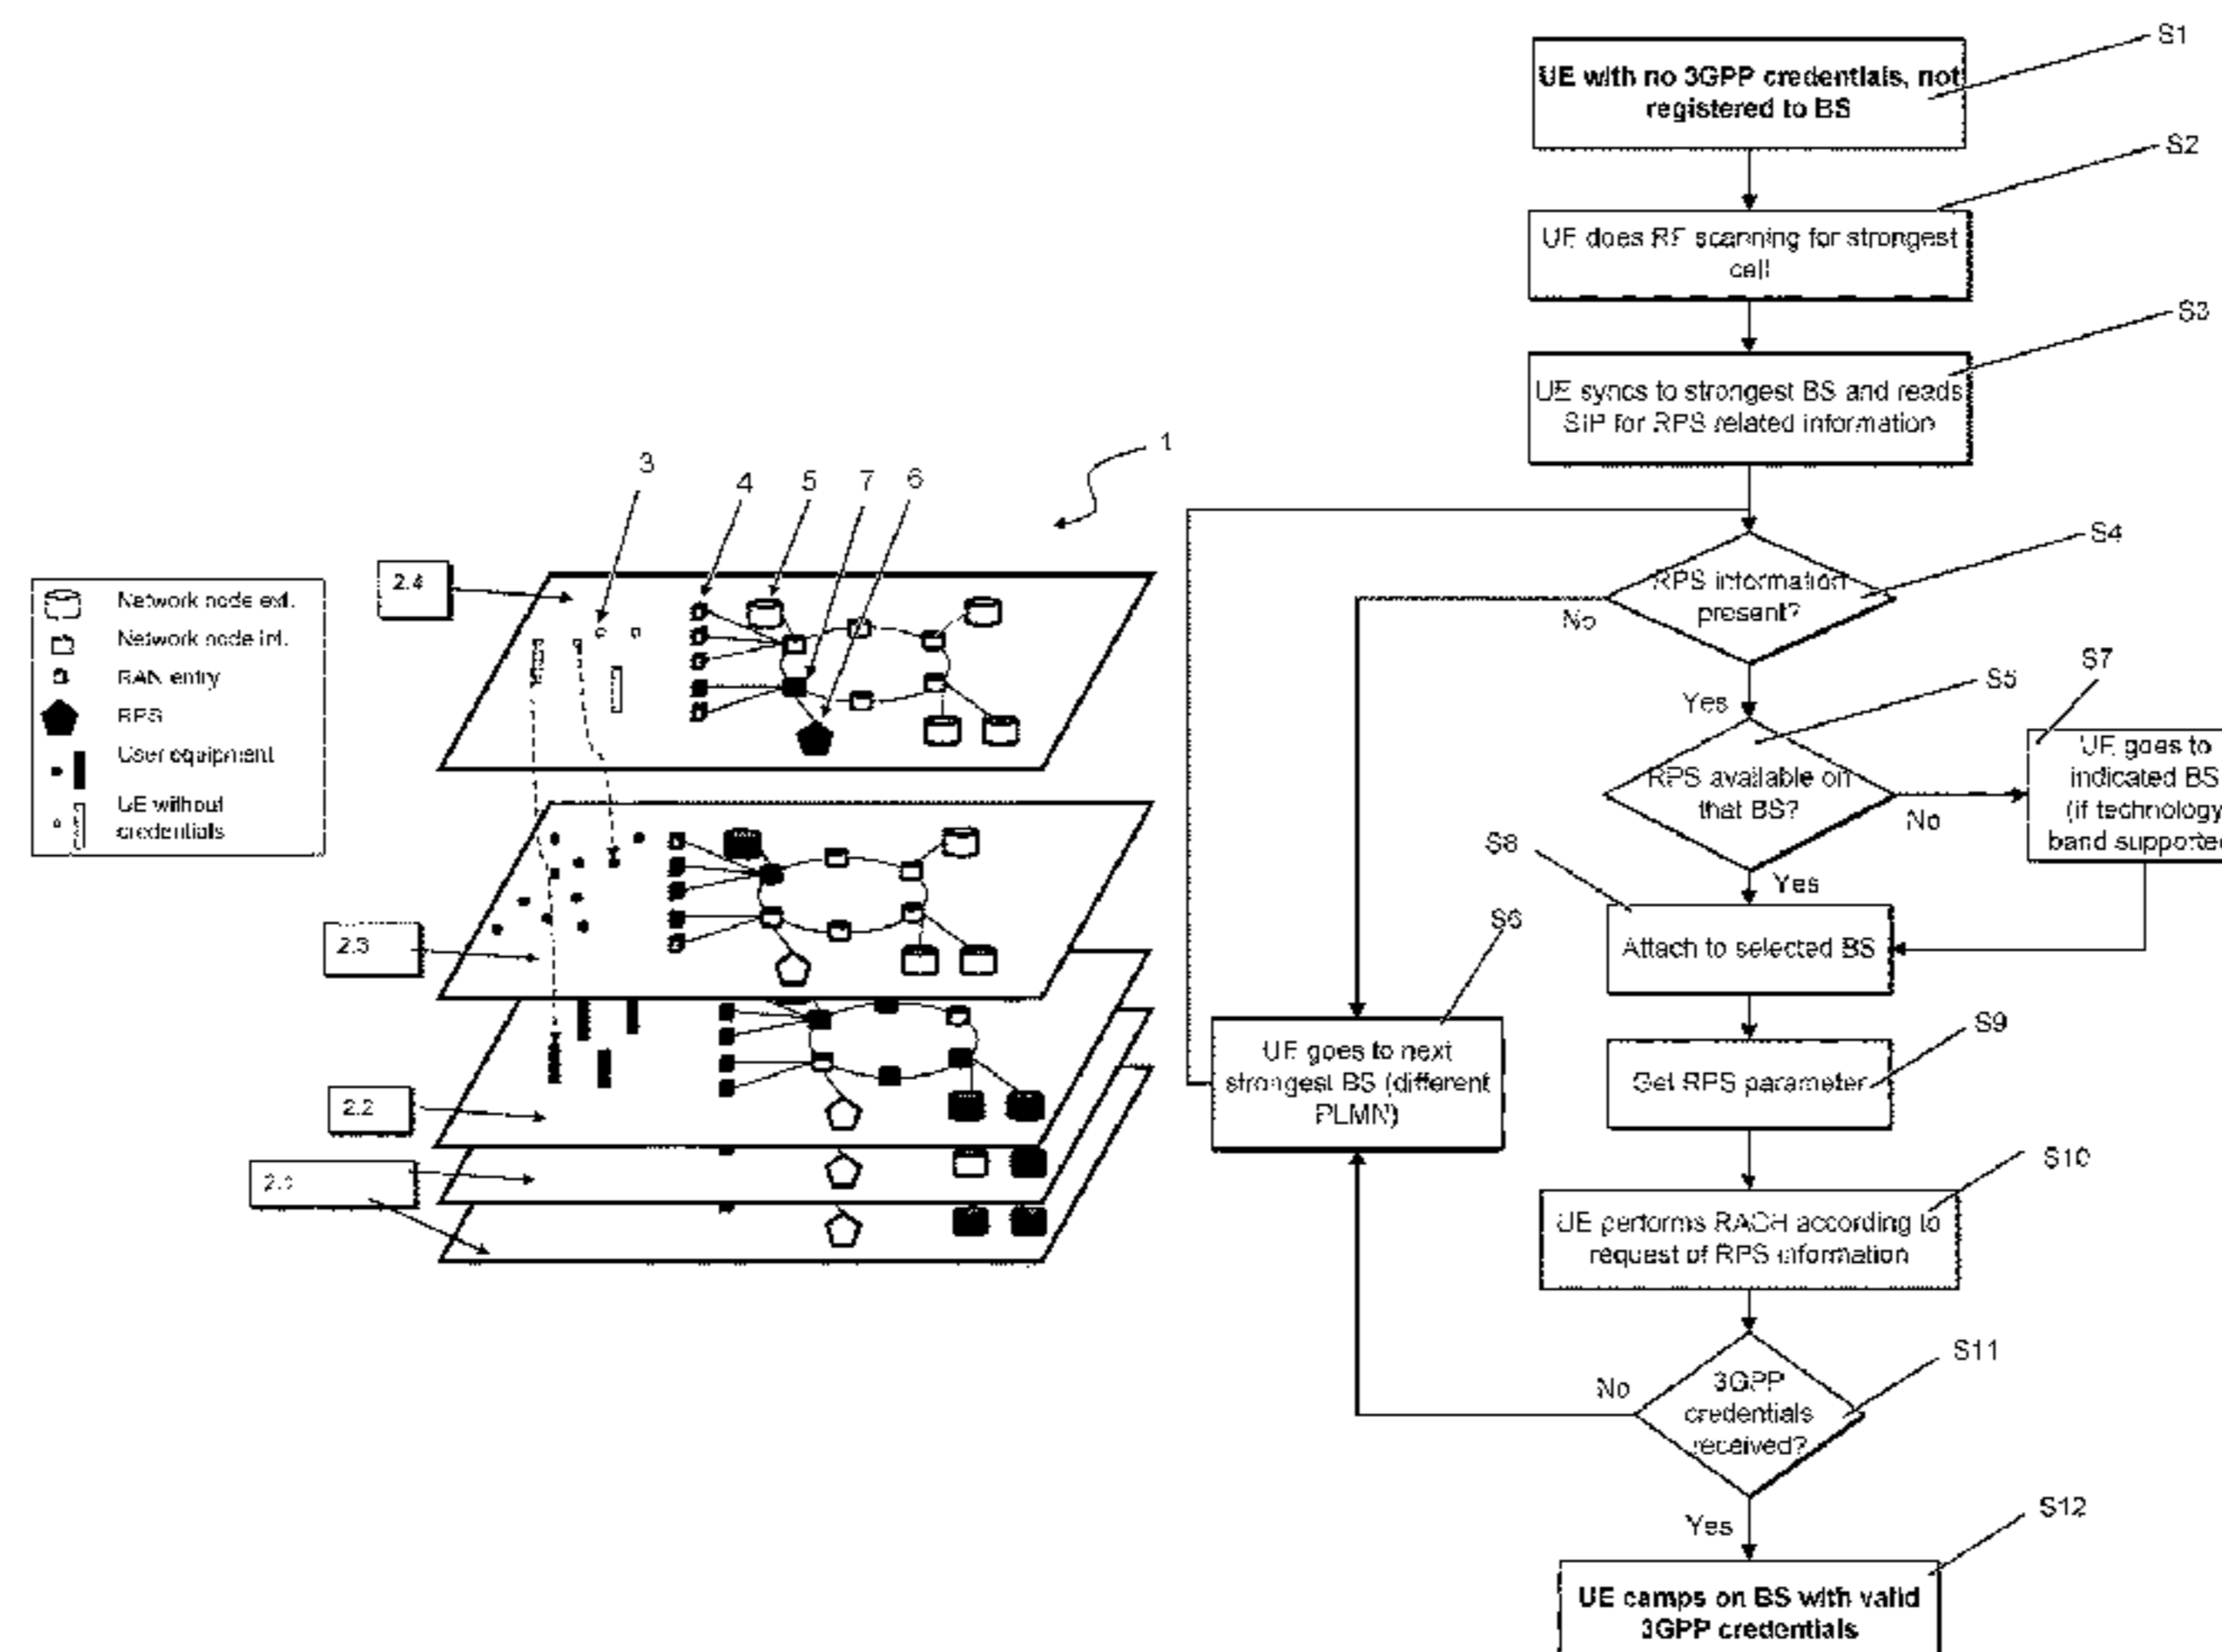 1
3
4
5
7
6
2.4
Network node ext.
Network node int.
RAN entry
RPS
User equipment
UE without
credentials
2.3
2.2
S1
UE with no 3GPP credentials, not
registered to BS
S2
UE does RF scanning for strongest
cell
S3
UE syncs to strongest BS and reads
for RPS related information
S4
RPS information
present?
No
Yes
S5
RPS available on
that BS?
No
Yes
S7
UE goes to
indicated BS
(if technology
band supported
S8
Attach to selected BS
S6
UE goes to next
strongest BS (different
PLMN)
S9
Get RPS parameter
S10
UE performs RACH according to
request of RPS information
S11
3GPP
credentials
received?
No
Yes
S12
UE camps on BS with valid
3GPP credentials